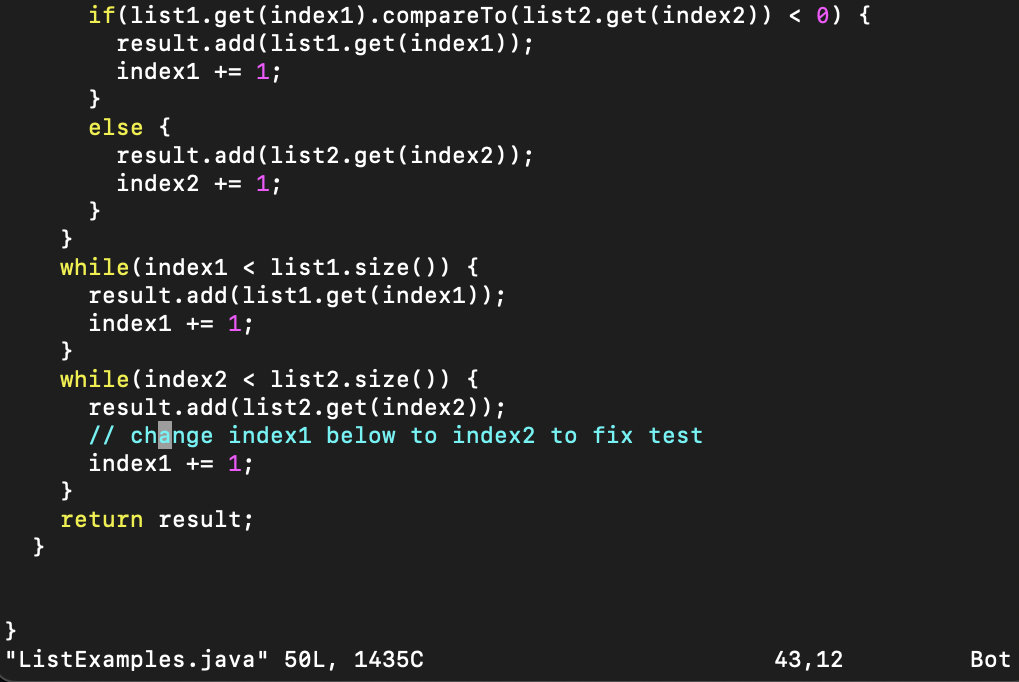 if(list1.get(index1).compareTo(list2.get(index2)) < 0) {
        result.add(list1.get(index1));
        index1 += 1;
      }
      else {
        result.add(list2.get(index2));
        index2 += 1;
      }
    }
    while(index1 < list1.size()) {
      result.add(list1.get(index1));
      index1 += 1;
    }
    while(index2 < list2.size()) {
      result.add(list2.get(index2));
      // change index1 below to index2 to fix test
      index1 += 1;
    }
    return result;
  }
}
"ListExamples.java" 50L, 1435C 43,12 Bot